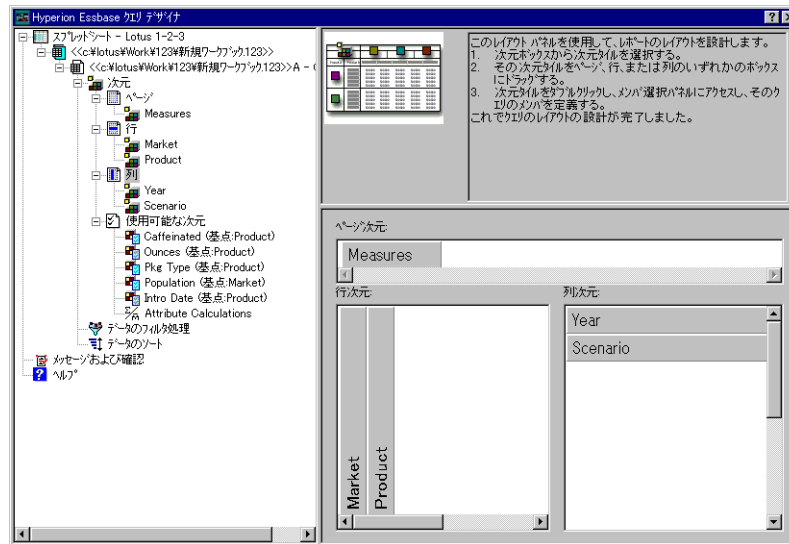 Hyperion Essbase クエリ デザイナ
スプレッドシート - Lotus 1-2-3
<<c:¥lotus¥Work¥123¥新規ワークブック.123>>
<<c:¥lotus¥Work¥123¥新規ワークブック.123>>A - (
次元
ページ
Measures
行
Market
Product
列
Year
Scenario
使用可能な次元
Caffeinated (基点:Product)
Ounces (基点:Product)
Pkg Type (基点:Product)
Population (基点:Market)
Intro Date (基点:Product)
Attribute Calculations
データのフィルタ処理
データのソート
メッセージおよび確認
ヘルプ
このレイアウト パネルを使用して、レポートのレイアウトを設計します。
1. 次元ボックスから次元タイルを選択する。
2. その次元タイルをページ、行、または列のいずれかのボックス
にドラッグする。
3. 次元タイルをダブルクリックし、メンバ選択パネルにアクセスし、そのク
エリのメンバを定義する。
これでクエリのレイアウトの設計が完了しました。
ページ次元:
Measures
行次元:
列次元:
Market
Product
Year
Scenario